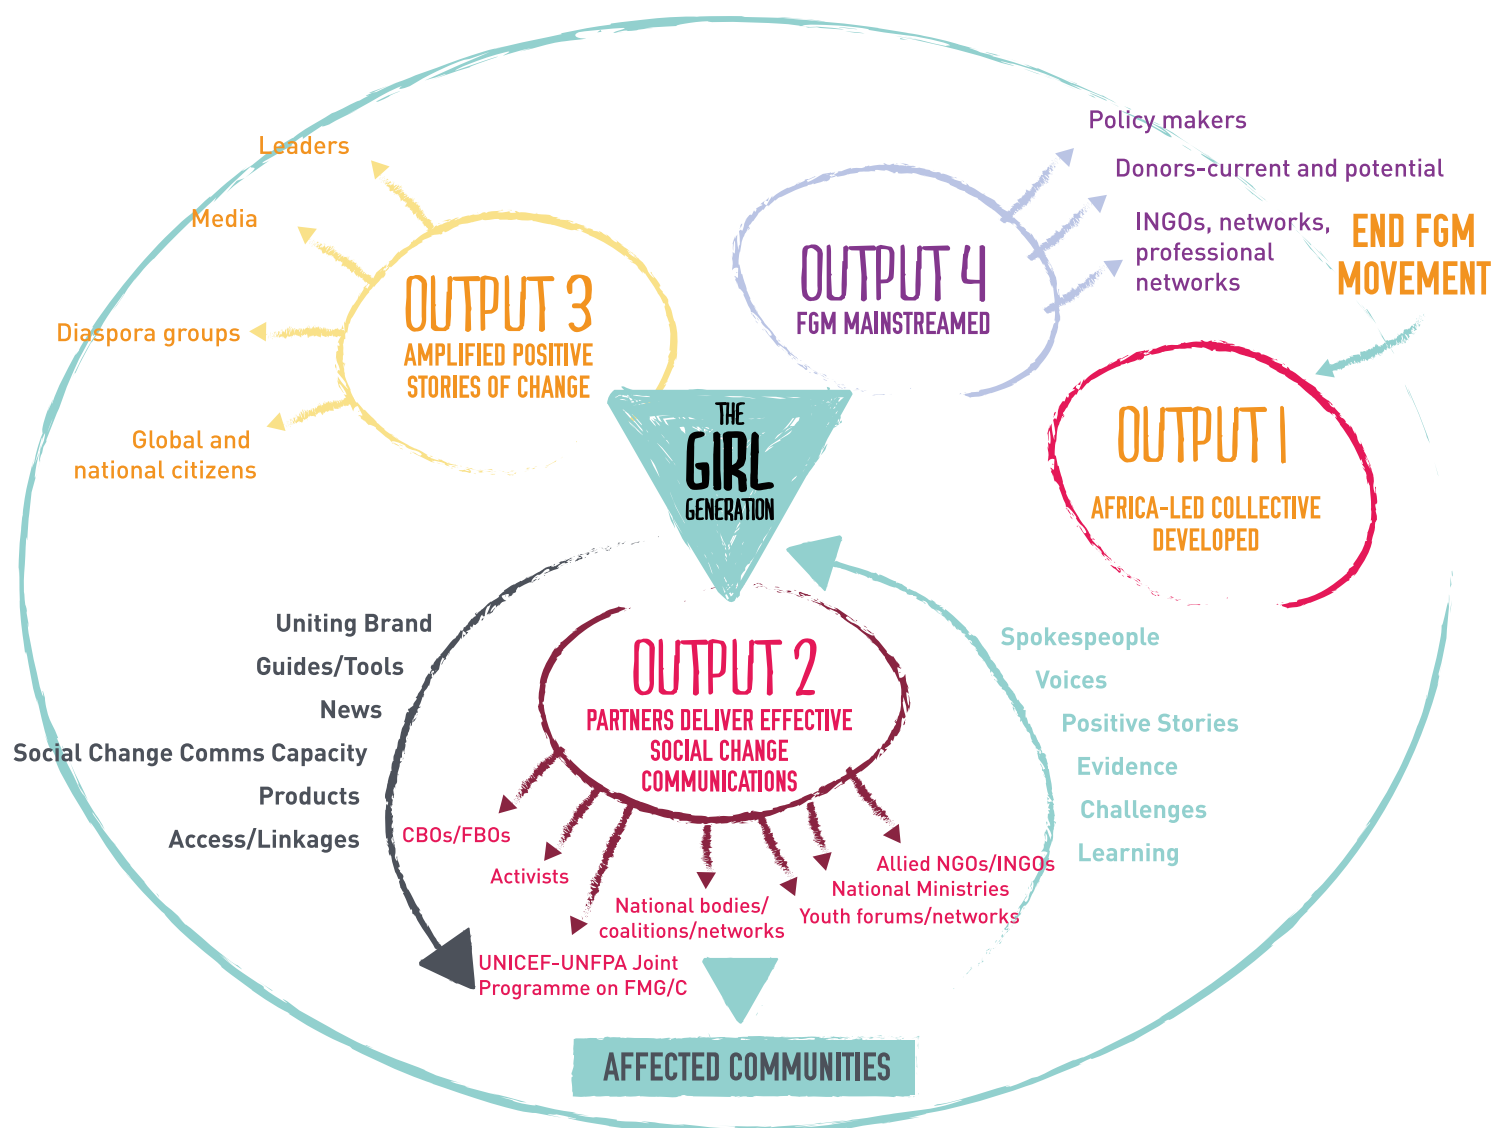 Leaders
Media
Diaspora groups
Global and
national citizens
OUTPUT 3
AMPLIFIED POSITIVE
STORIES OF CHANGE
OUTPUT 4
FGM MAINSTREAMED
Policy makers
Donors-current and potential
INGOs, networks,
professional
networks
END FGM
MOVEMENT
OUTPUT 1
AFRICA-LED COLLECTIVE
DEVELOPED
THE
GIRL
GENERATION
Uniting Brand
Guides/Tools
News
Social Change Comms Capacity
Products
Access/Linkages
OUTPUT 2
PARTNERS DELIVER EFFECTIVE
SOCIAL CHANGE
COMMUNICATIONS
CBOs/FBOs
Activists
UNICEF-UNFPA Joint
Programme on FMG/C
National bodies/
coalitions/networks
Youth forums/networks
National Ministries
Allied NGOs/INGOs
Spokespeople
Voices
Positive Stories
Evidence
Challenges
Learning
AFFECTED COMMUNITIES